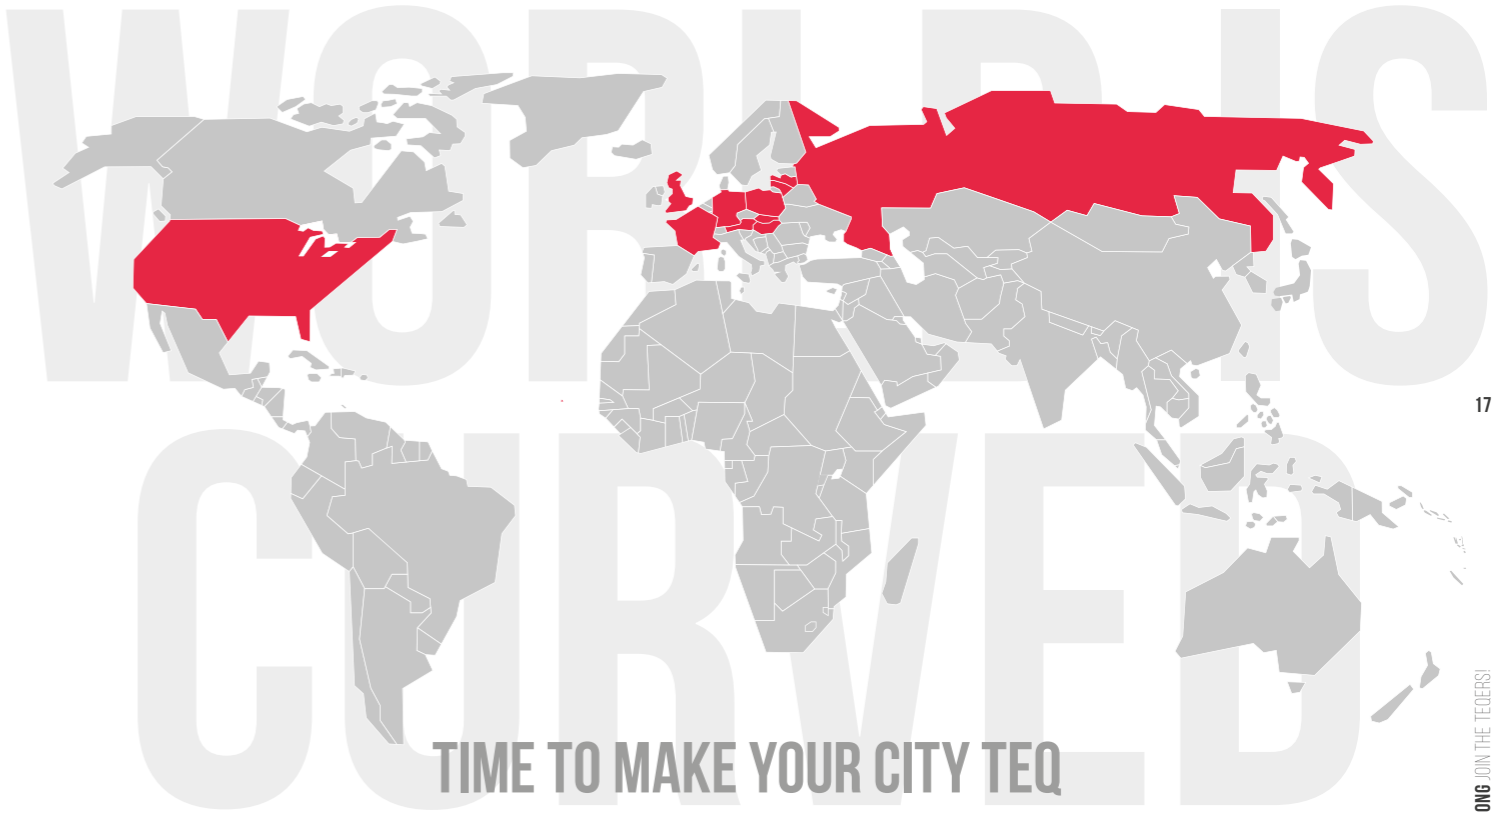 WORLD IS
CURVED
TIME TO MAKE YOUR CITY TEQ
17
ONG JOIN THE TEQERS!